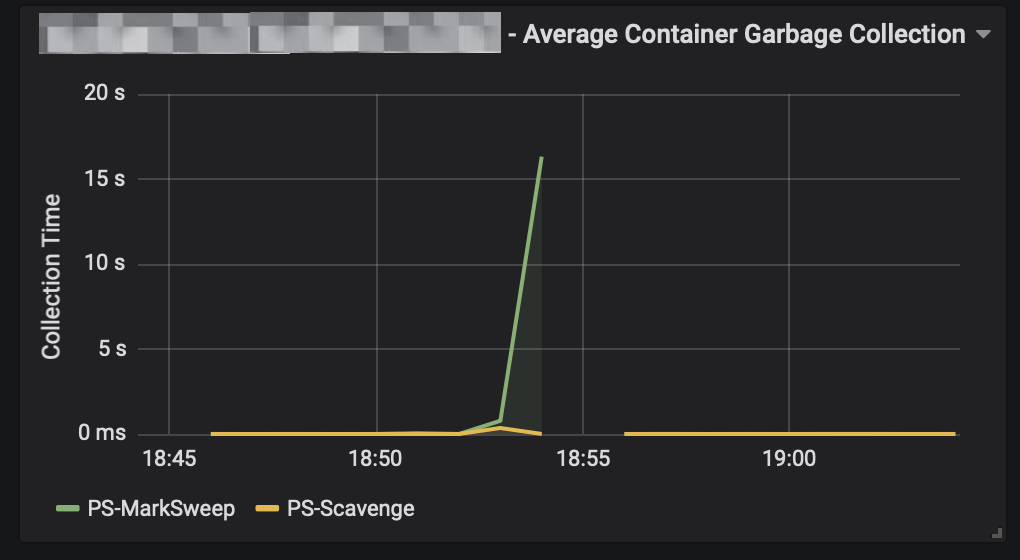 - Average Container Garbage Collection
20 s
15 s
10 s
5 s
0 ms
Collection Time
18:45 18:50 18:55 19:00
PS-MarkSweep PS-Scavenge